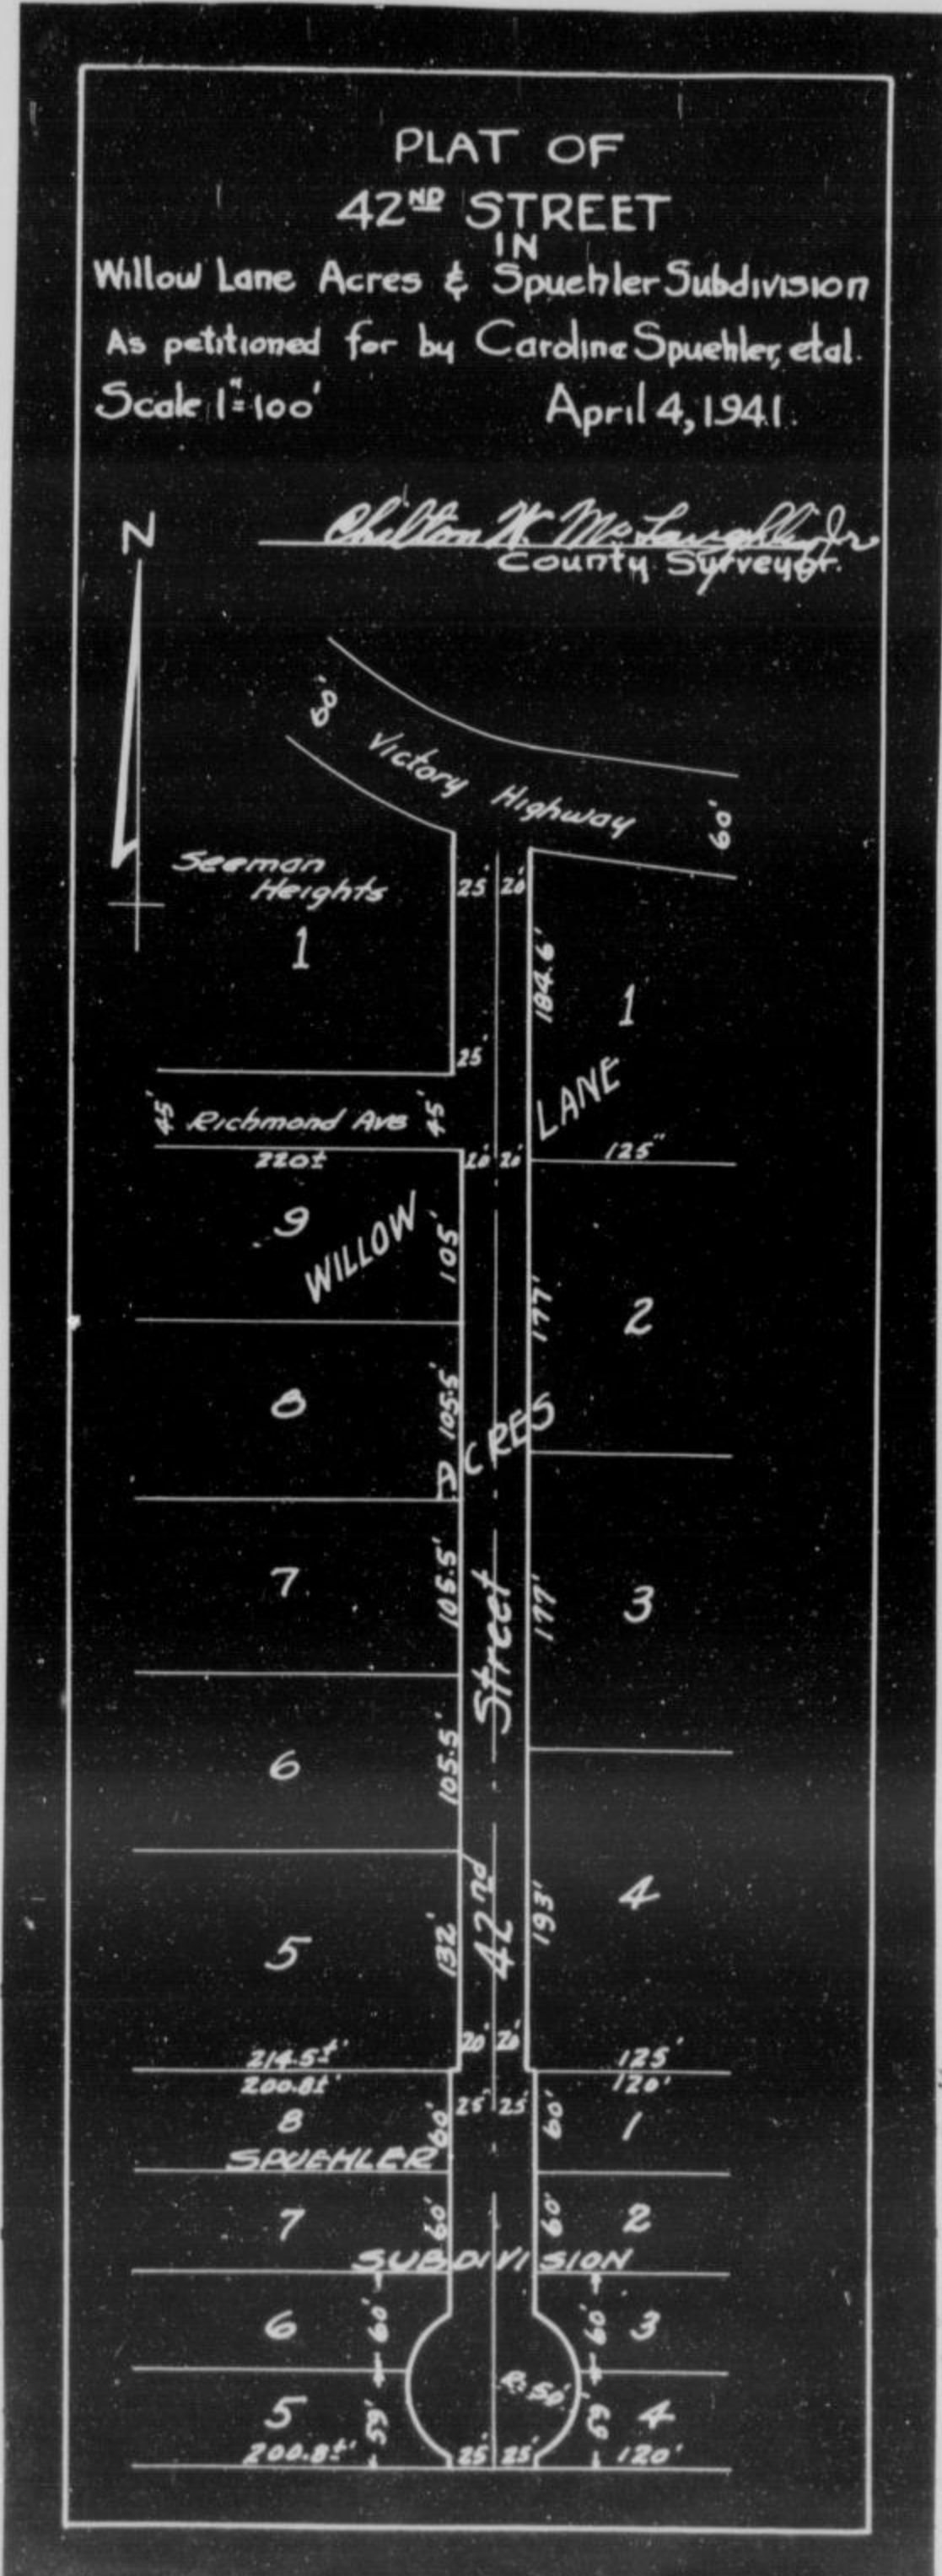 PLAT OF
42ND STREET
IN
Willow Lane Acres & Spuehler Subdivision
As petitioned for by Caroline Spuehler, etal.
Scale 1"=100' April 4, 1941.
Chilton W. McLaughlin Jr
County Surveyor.
N
60'
Victory Highway
60'
Seeman
Heights
1
25' 20'
184.6'
1
25'
LANE
45' Richmond Ave 45'
220±
20' 20'
125"
9
WILLOW
105'
177'
2
8
105.5'
ACRES
7
105.5'
Street
177'
3
6
105.5'
42nd
5
132'
193'
4
214.5±'
20' 20'
125'
200.8±'
120'
8
60'
25' 25'
60'
1
SPUEHLER
7
60'
60'
2
SUBDIVISION
6
60'
60'
3
R=50'
5
59'
59'
4
200.8±'
25' 25'
120'